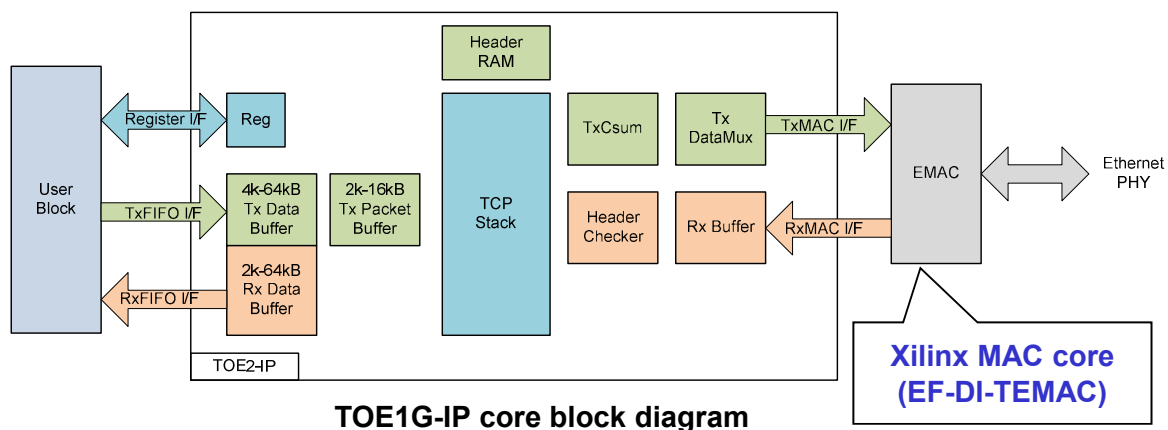 Header
RAM
User
Block
Register I/F
Reg
TxFIFO I/F
4k-64kB
Tx Data
Buffer
2k-16kB
Tx Packet
Buffer
RxFIFO I/F
2k-64kB
Rx Data
Buffer
TCP
Stack
TxCsum
Tx
DataMux
TxMAC I/F
Header
Checker
Rx Buffer
RxMAC I/F
EMAC
Ethernet
PHY
TOE2-IP
Xilinx MAC core
(EF-DI-TEMAC)
TOE1G-IP core block diagram